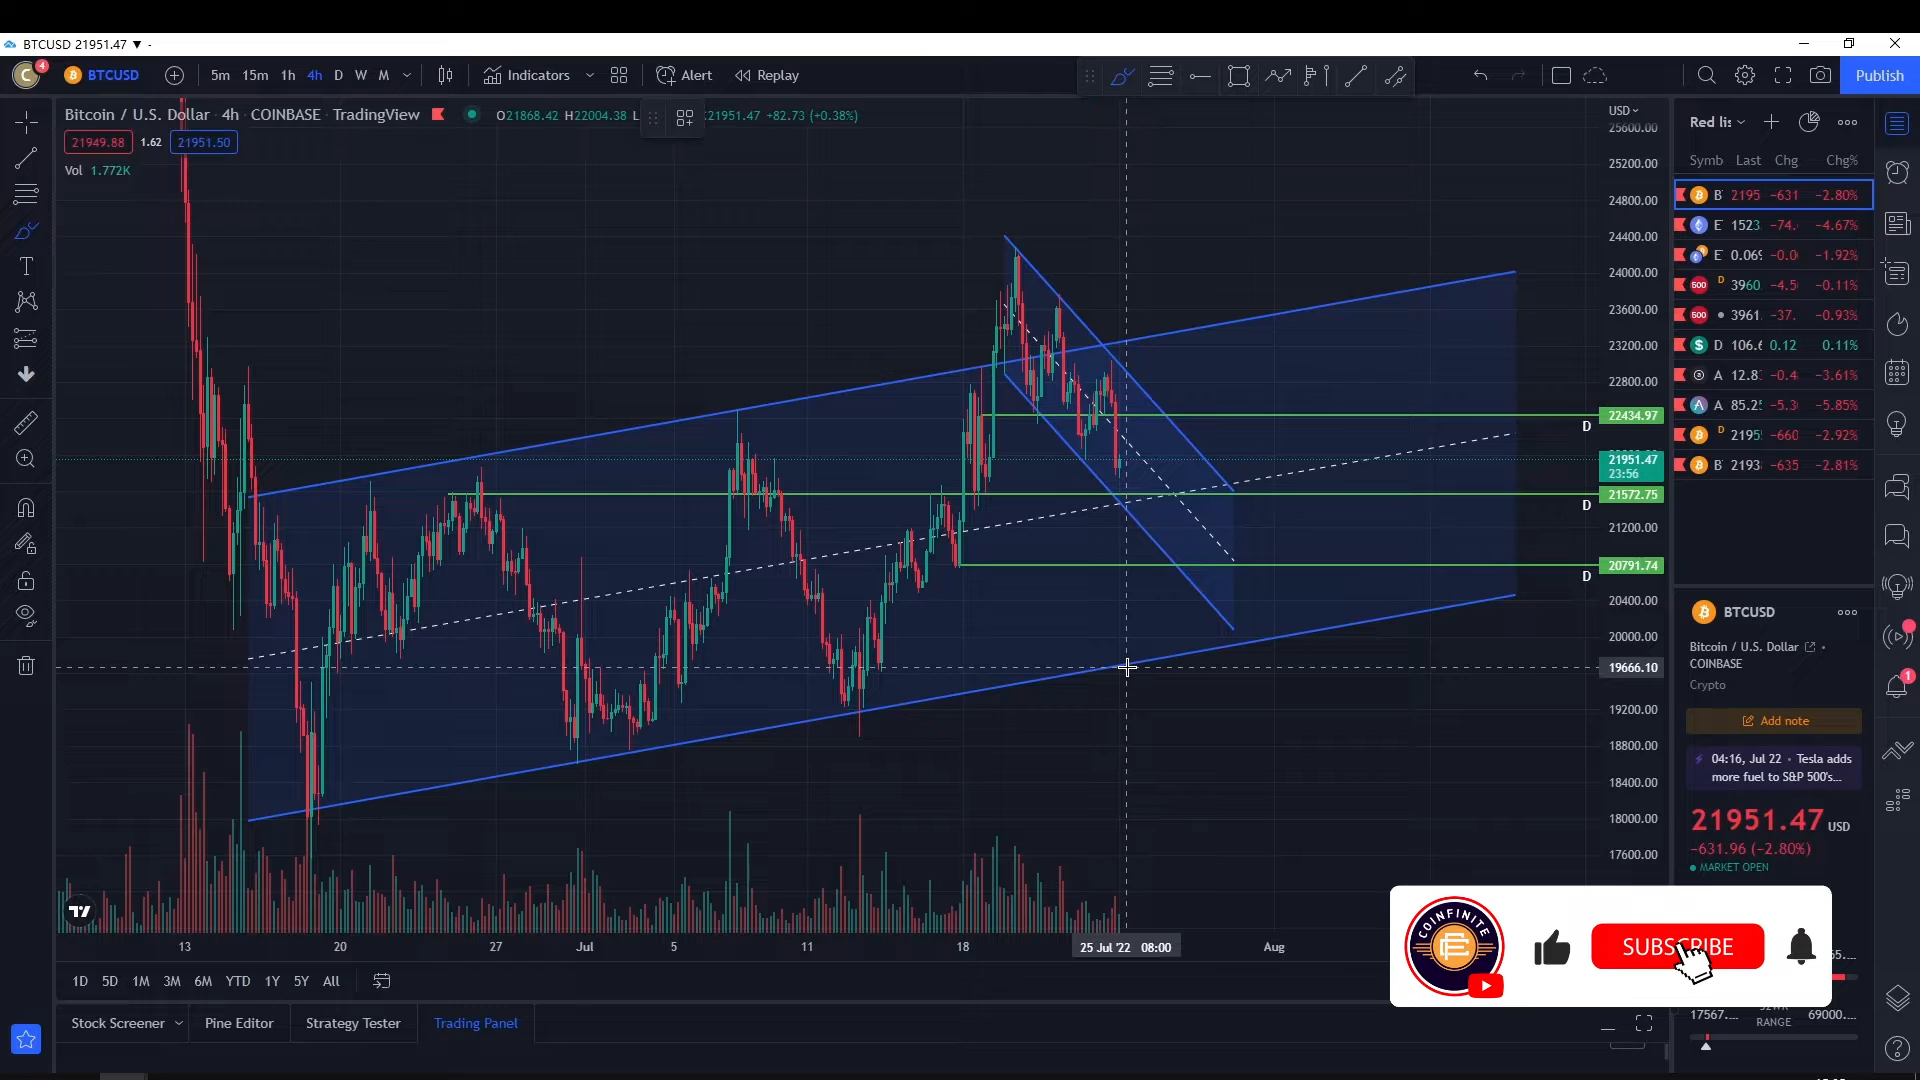 BTCUSD 21951.47 ▼ -
C 4 BTCUSD 5m 15m 1h 4h D W M Indicators Alert Replay Publish
Bitcoin / U.S. Dollar · 4h · COINBASE · TradingView O21868.42 H22004.38 L 21951.47 +82.73 (+0.38%)
21949.88 1.62 21951.50
Vol 1.772K
USD
25600.00
25200.00
24800.00
24400.00
24000.00
23600.00
23200.00
22800.00
22434.97
D
21951.47
23:56
21572.75
D
21200.00
20791.74
D
20400.00
20000.00
19666.10
19200.00
18800.00
18400.00
18000.00
17600.00
13 20 27 Jul 5 11 18 25 Jul '22 08:00 Aug
1D 5D 1M 3M 6M YTD 1Y 5Y All
Stock Screener Pine Editor Strategy Tester Trading Panel
Red lis
Symb Last Chg Chg%
B 2195 -631 -2.80%
E 1523 -74. -4.67%
E 0.069 -0.0 -1.92%
500 D 3960 -4.5 -0.11%
500 3961 -37. -0.93%
$ D 106.6 0.12 0.11%
A 12.8 -0.4 -3.61%
A 85.25 -5.3 -5.85%
D 2195 -660 -2.92%
B 2193 -635 -2.81%
BTCUSD
Bitcoin / U.S. Dollar
COINBASE
Crypto
Add note
04:16, Jul 22 · Tesla adds
more fuel to S&P 500's...
21951.47 USD
-631.96 (-2.80%)
MARKET OPEN
COINFINITE
SUBSCRIBE
17567.... RANGE 69000....
1